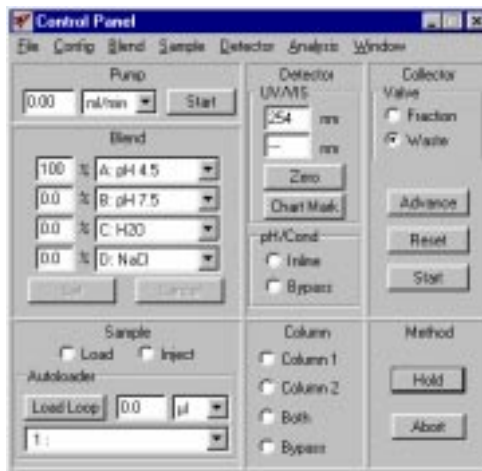 Control Panel
File Config Blend Sample Detector Analysis Window
Pump
0.00 ml/min Start
Blend
100 % A: pH 4.5
0.0 % B: pH 7.5
0.0 % C: H2O
0.0 % D: NaCl
Set Cancel
Detector
UV/VIS
254 nm
--- nm
Zero
Chart Mark
pH/Cond
Inline
Bypass
Collector
Valve
Fraction
Waste
Advance
Reset
Start
Sample
Load Inject
Autoloader
Load Loop 0.0 µl
1 :
Column
Column 1
Column 2
Both
Bypass
Method
Hold
Abort